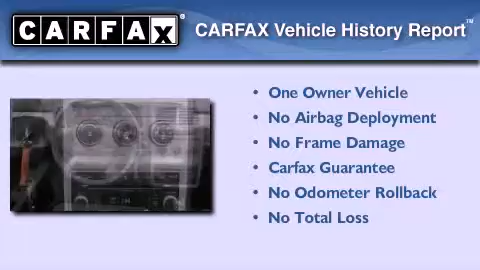 CARFAX® CARFAX Vehicle History Report™
• One Owner Vehicle
• No Airbag Deployment
• No Frame Damage
• Carfax Guarantee
• No Odometer Rollback
• No Total Loss